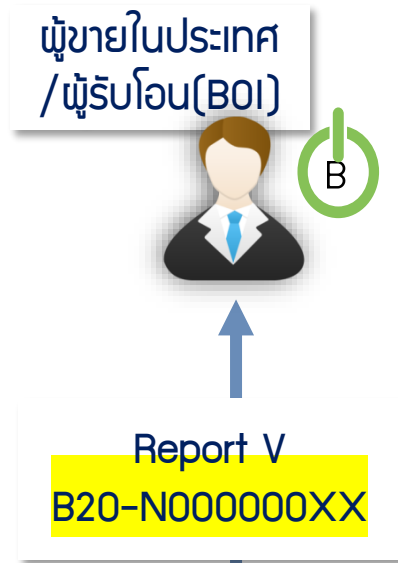 ผู้ขายในประเทศ
/ผู้รับโอน(BOI)
B
Report V
B20-N000000XX